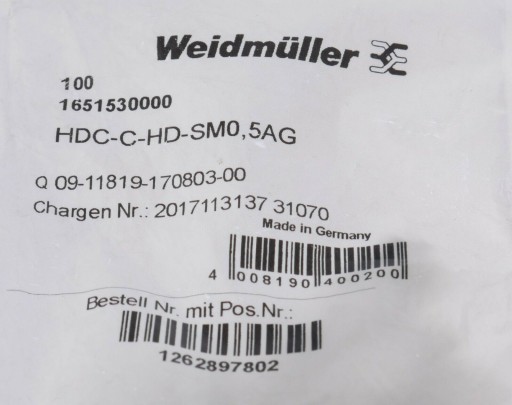 Weidmüller
100
1651530000
HDC-C-HD-SM0,5AG
Q 09-11819-170803-00
Chargen Nr.: 2017113137 31070
Made in Germany
4 008190 400200
Bestell Nr. mit Pos.Nr.:
1262897802